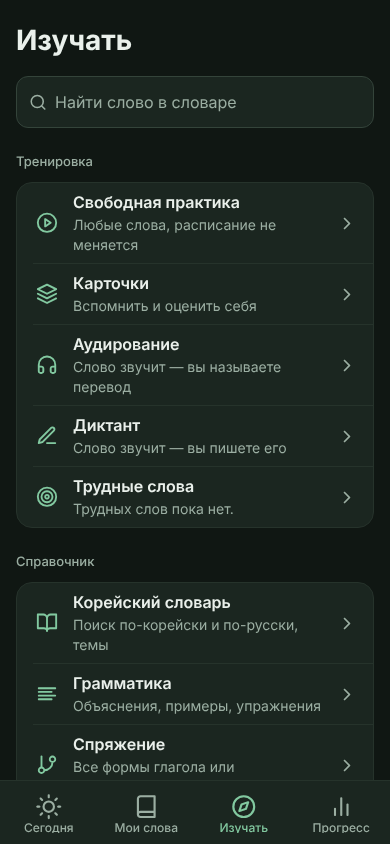 Изучать
Найти слово в словаре
Тренировка
Свободная практика
Любые слова, расписание не
меняется
Карточки
Вспомнить и оценить себя
Аудирование
Слово звучит — вы называете
перевод
Диктант
Слово звучит — вы пишете его
Трудные слова
Трудных слов пока нет.
Справочник
Корейский словарь
Поиск по-корейски и по-русски,
темы
Грамматика
Объяснения, примеры, упражнения
Спряжение
Все формы глагола или
Сегодня
Мои слова
Изучать
Прогресс